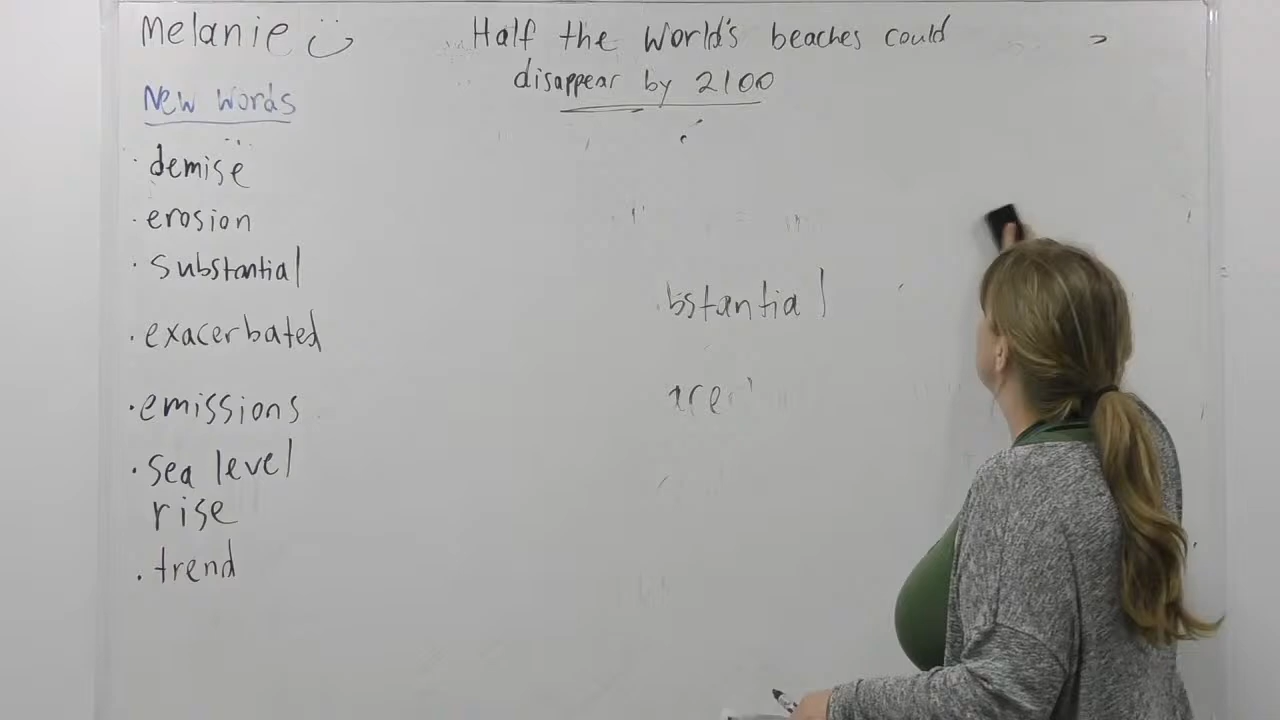 Melanie
Half the World's beaches could
disappear by 2100
New Words
· demise
· erosion
· Substantial
· exacerbated
· emissions
· Sea level
rise
· trend
bstantial